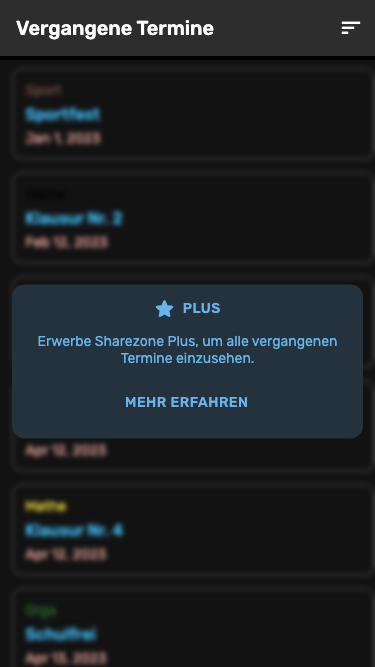 Vergangene Termine
Sport
Sportfest
Jan 1, 2023
Klausur Nr. 2
Feb 12, 2023
PLUS
Erwerbe Sharezone Plus, um alle vergangenen
Termine einzusehen.
MEHR ERFAHREN
Apr 12, 2023
Mathe
Klausur Nr. 4
Apr 12, 2023
Orga
Schulfrei
Apr 13, 2023